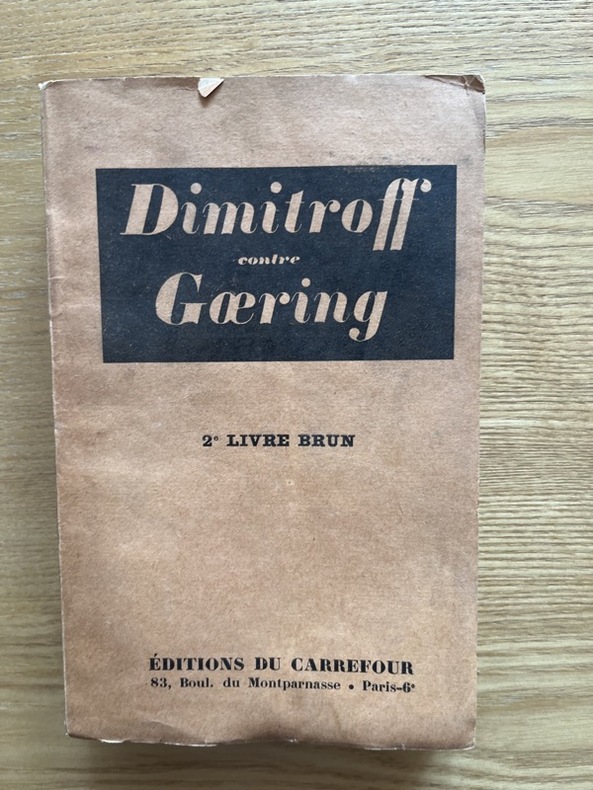 Dimitroff
contre
Gœring
2e LIVRE BRUN
ÉDITIONS DU CARREFOUR
83, Boul. du Montparnasse • Paris-6e